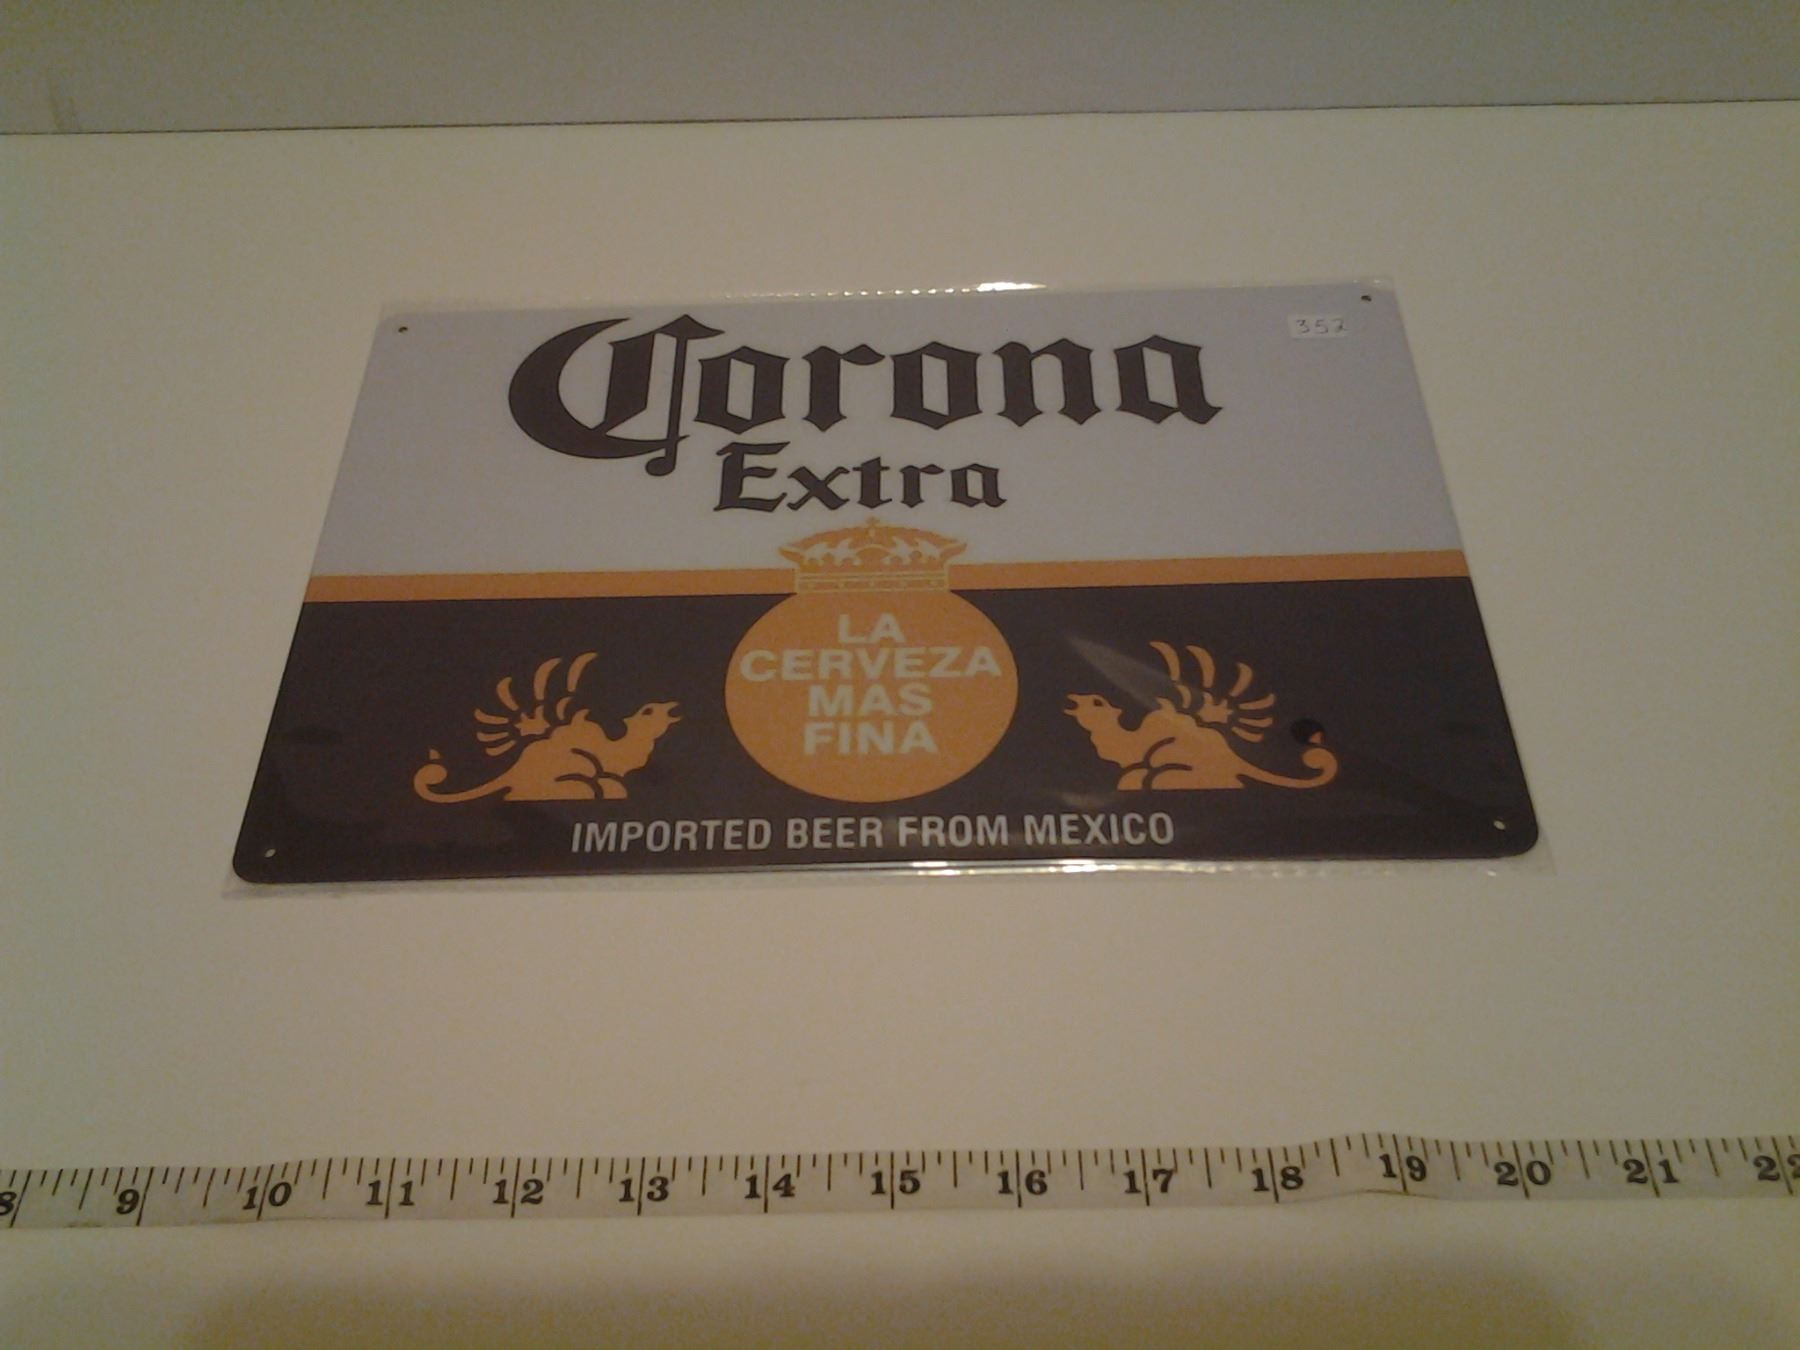 352
Corona
Extra
LA
CERVEZA
MAS
FINA
IMPORTED BEER FROM MEXICO
8 9 10 11 12 13 14 15 16 17 18 19 20 21 22